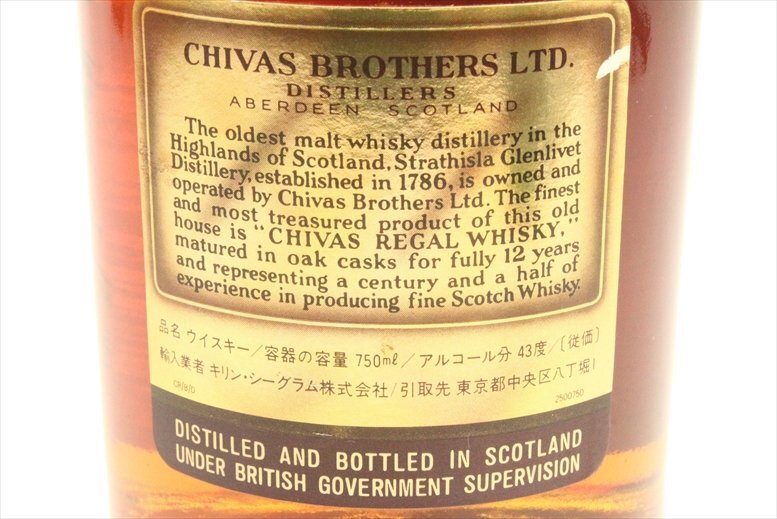 CHIVAS BROTHERS LTD.
DISTILLERS
ABERDEEN SCOTLAND
The oldest malt whisky distillery in the
Highlands of Scotland, Strathisla Glenlivet
Distillery, established in 1786, is owned and
operated by Chivas Brothers Ltd. The finest
and most treasured product of this old
house is "CHIVAS REGAL WHISKY,"
matured in oak casks for fully 12 years
and representing a century and a half of
experience in producing fine Scotch Whisky.
品名 ウイスキー/容器の容量 750ml/アルコール分 43度/〔従価〕
輸入業者 キリン・シーグラム株式会社/引取先 東京都中央区八丁堀1
CR/B/D 2500750
DISTILLED AND BOTTLED IN SCOTLAND
UNDER BRITISH GOVERNMENT SUPERVISION